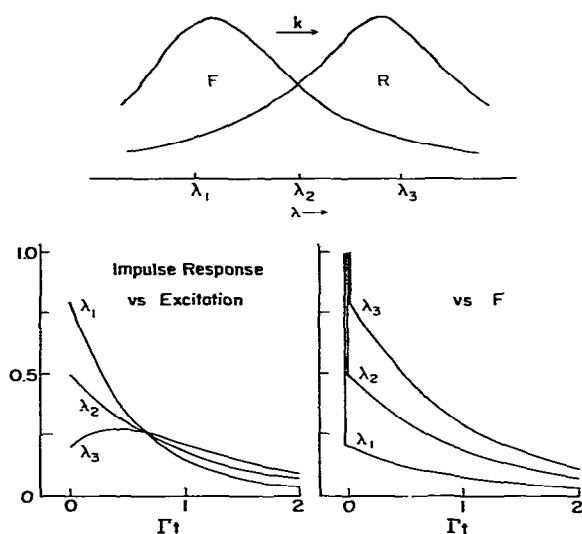 k
F R
λ₁ λ₂ λ₃
λ→
1.0
0.5
0
Impulse Response
vs Excitation
λ₁
λ₂
λ₃
0 1 2
Γt
vs F
λ₃
λ₂
λ₁
0 1 2
Γt